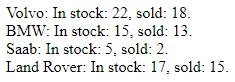 Volvo: In stock: 22, sold: 18.
BMW: In stock: 15, sold: 13.
Saab: In stock: 5, sold: 2.
Land Rover: In stock: 17, sold: 15.